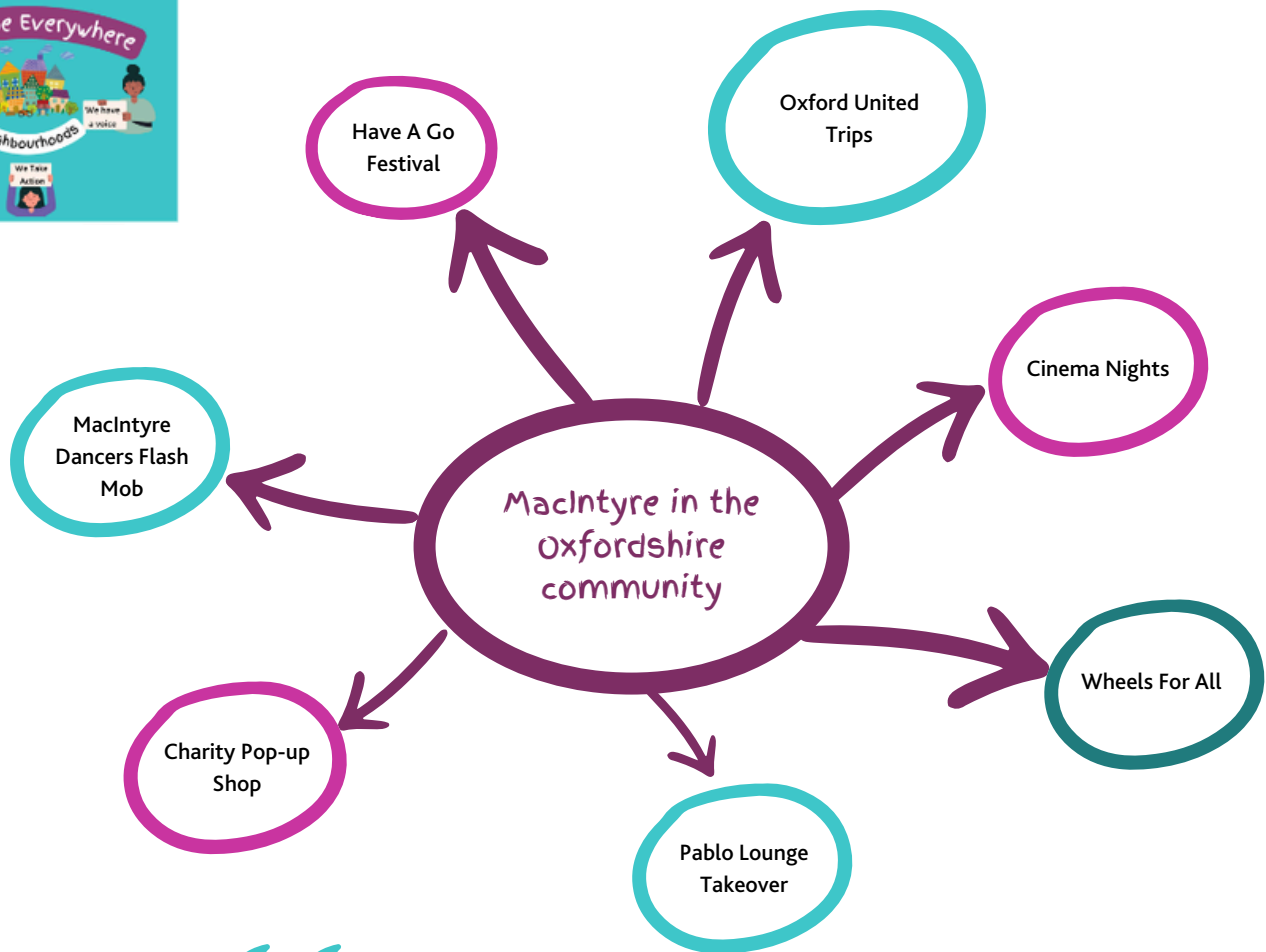 Everywhere
We have
a voice
We Take
Action
Have A Go
Festival
Oxford United
Trips
Cinema Nights
MacIntyre
Dancers Flash
Mob
MacIntyre in the
Oxfordshire
community
Wheels For All
Charity Pop-up
Shop
Pablo Lounge
Takeover